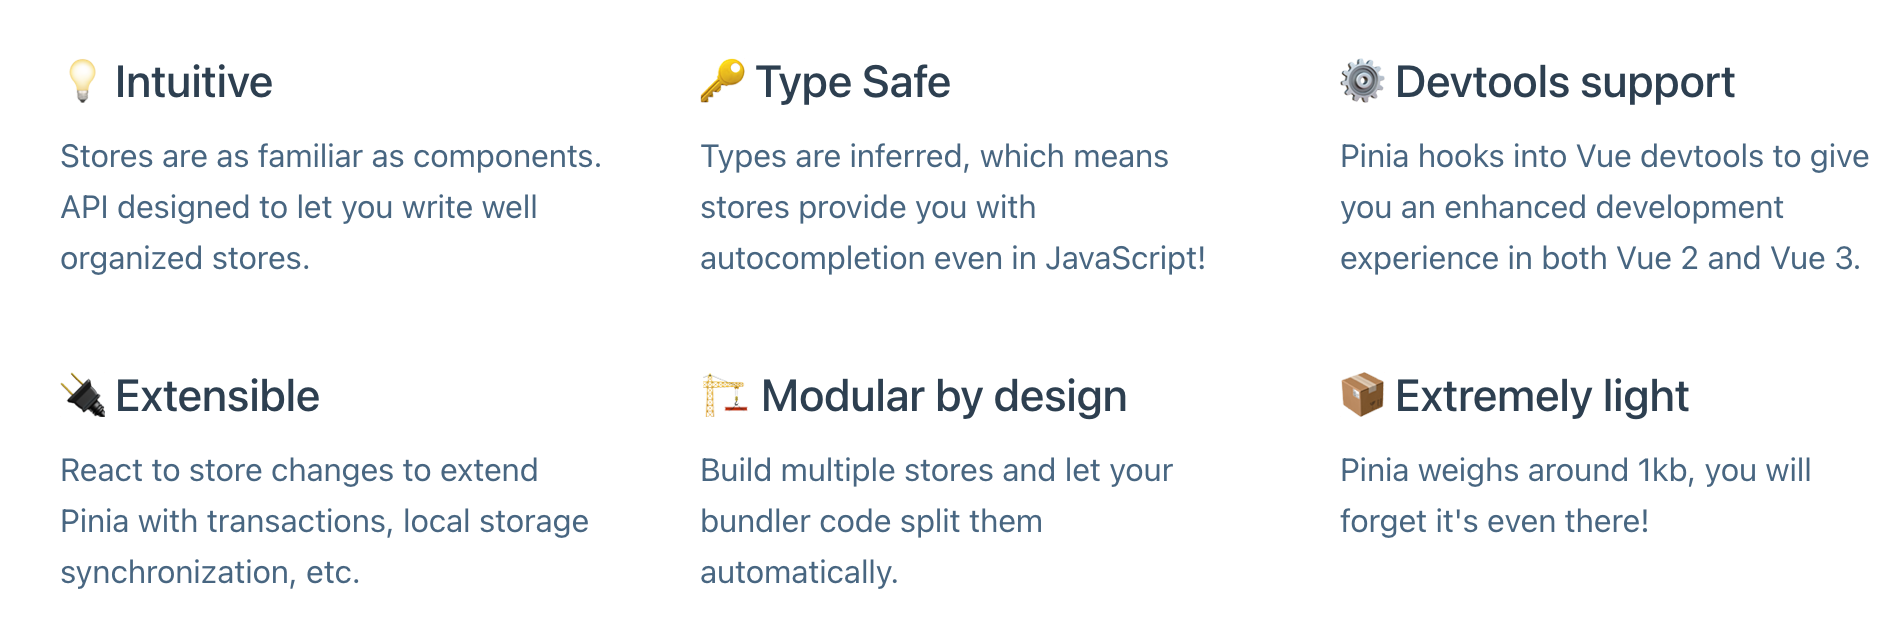 💡 Intuitive
Stores are as familiar as components.
API designed to let you write well
organized stores.
🔑 Type Safe
Types are inferred, which means
stores provide you with
autocompletion even in JavaScript!
⚙️ Devtools support
Pinia hooks into Vue devtools to give
you an enhanced development
experience in both Vue 2 and Vue 3.
🔌 Extensible
React to store changes to extend
Pinia with transactions, local storage
synchronization, etc.
🏗️ Modular by design
Build multiple stores and let your
bundler code split them
automatically.
📦 Extremely light
Pinia weighs around 1kb, you will
forget it's even there!